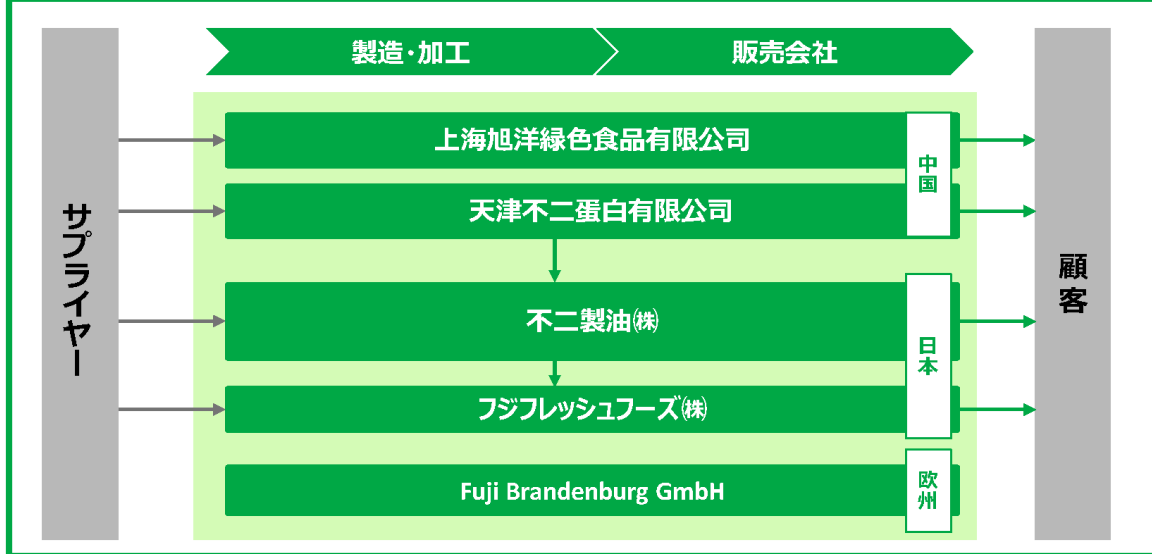 製造・加工
販売会社
サプライヤー
上海旭洋緑色食品有限公司
中国
天津不二蛋白有限公司
不二製油㈱
日本
フジフレッシュフーズ㈱
Fuji Brandenburg GmbH
欧州
顧客